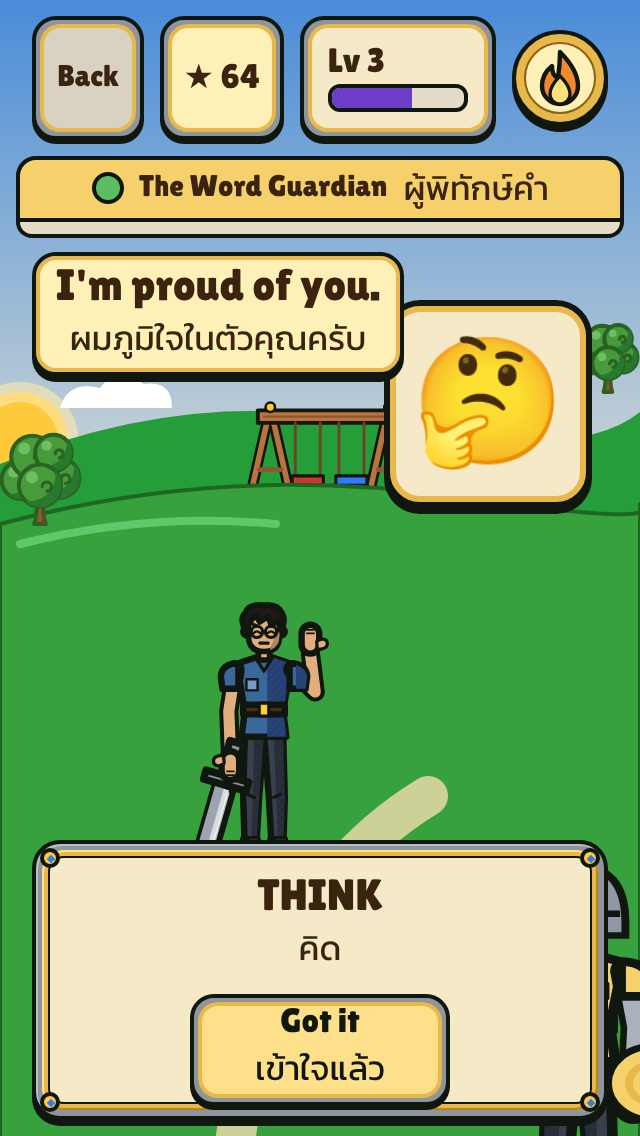 Back
★ 64
Lv 3
The Word Guardian ผู้พิทักษ์คำ
I'm proud of you.
ผมภูมิใจในตัวคุณครับ
THINK
คิด
Got it
เข้าใจแล้ว